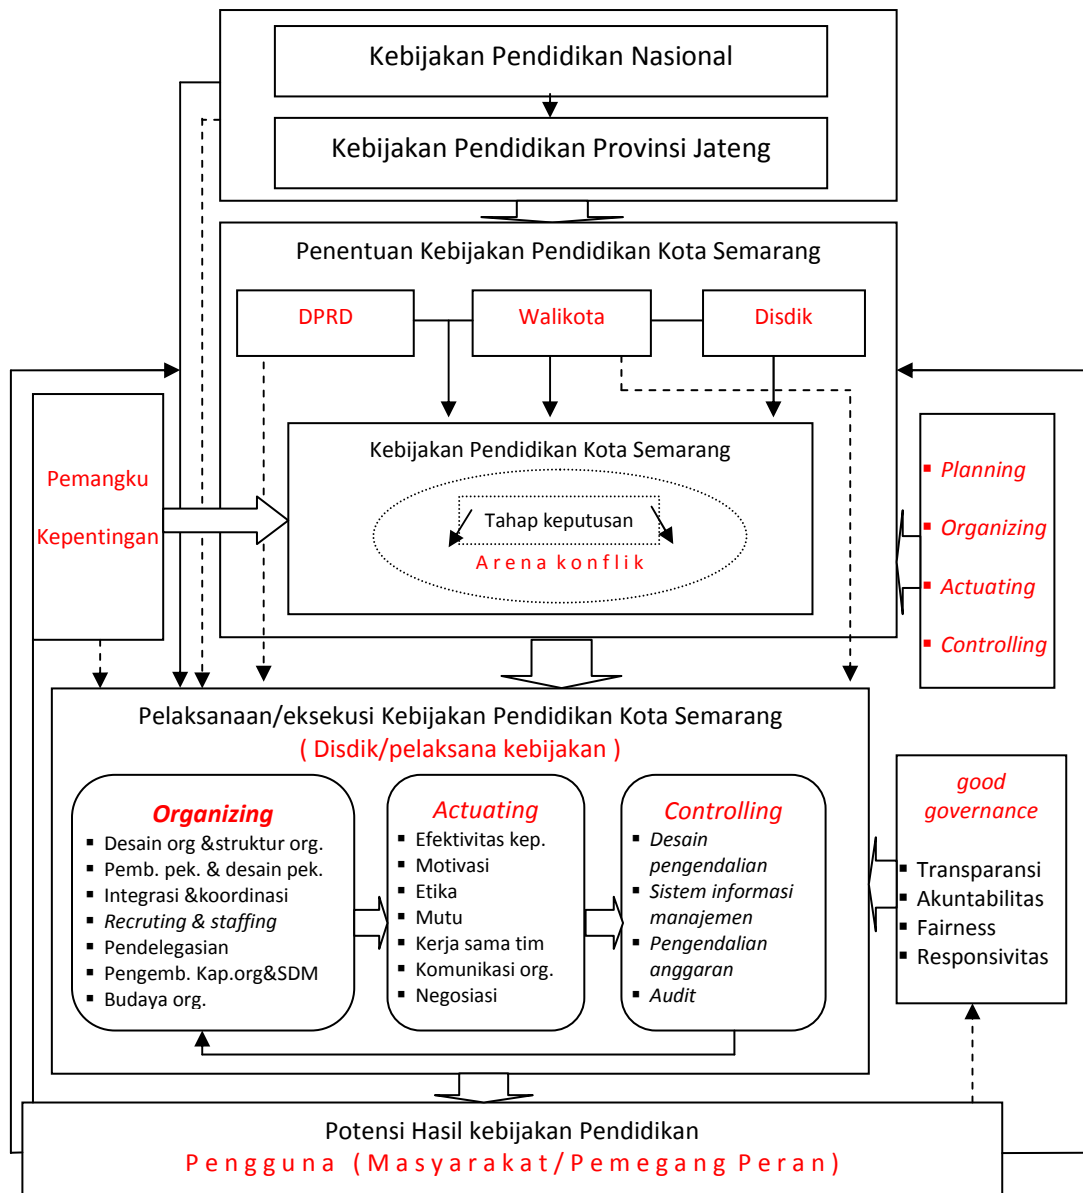 Kebijakan Pendidikan Nasional
Kebijakan Pendidikan Provinsi Jateng
Penentuan Kebijakan Pendidikan Kota Semarang
DPRD
Walikota
Disdik
Pemangku
Kepentingan
Kebijakan Pendidikan Kota Semarang
Tahap keputusan
Arena konflik
▪ Planning
▪ Organizing
▪ Actuating
▪ Controlling
Pelaksanaan/eksekusi Kebijakan Pendidikan Kota Semarang
( Disdik/pelaksana kebijakan )
Organizing
▪ Desain org &struktur org.
▪ Pemb. pek. & desain pek.
▪ Integrasi &koordinasi
▪ Recruting & staffing
▪ Pendelegasian
▪ Pengemb. Kap.org&SDM
▪ Budaya org.
Actuating
▪ Efektivitas kep.
▪ Motivasi
▪ Etika
▪ Mutu
▪ Kerja sama tim
▪ Komunikasi org.
▪ Negosiasi
Controlling
▪ Desain
pengendalian
▪ Sistem informasi
manajemen
▪ Pengendalian
anggaran
▪ Audit
good
governance
▪ Transparansi
▪ Akuntabilitas
▪ Fairness
▪ Responsivitas
Potensi Hasil kebijakan Pendidikan
Pengguna (Masyarakat/Pemegang Peran)